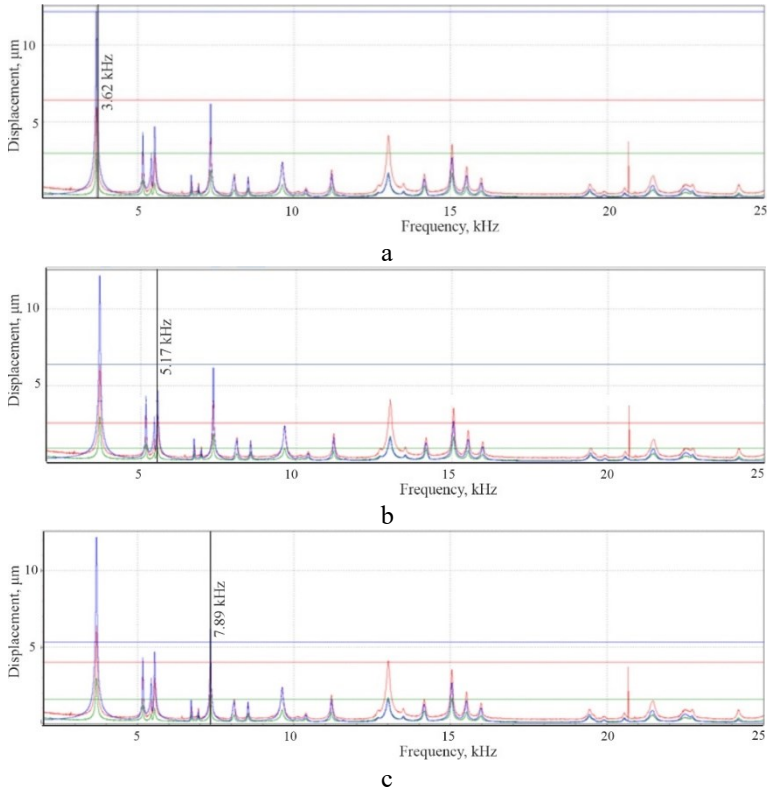 Displacement, μm
10
5
3.62 kHz
5
10
15
20
25
Frequency, kHz
a
Displacement, μm
10
5
5.17 kHz
5
10
15
20
25
Frequency, kHz
b
Displacement, μm
10
5
7.89 kHz
5
10
15
20
25
Frequency, kHz
c